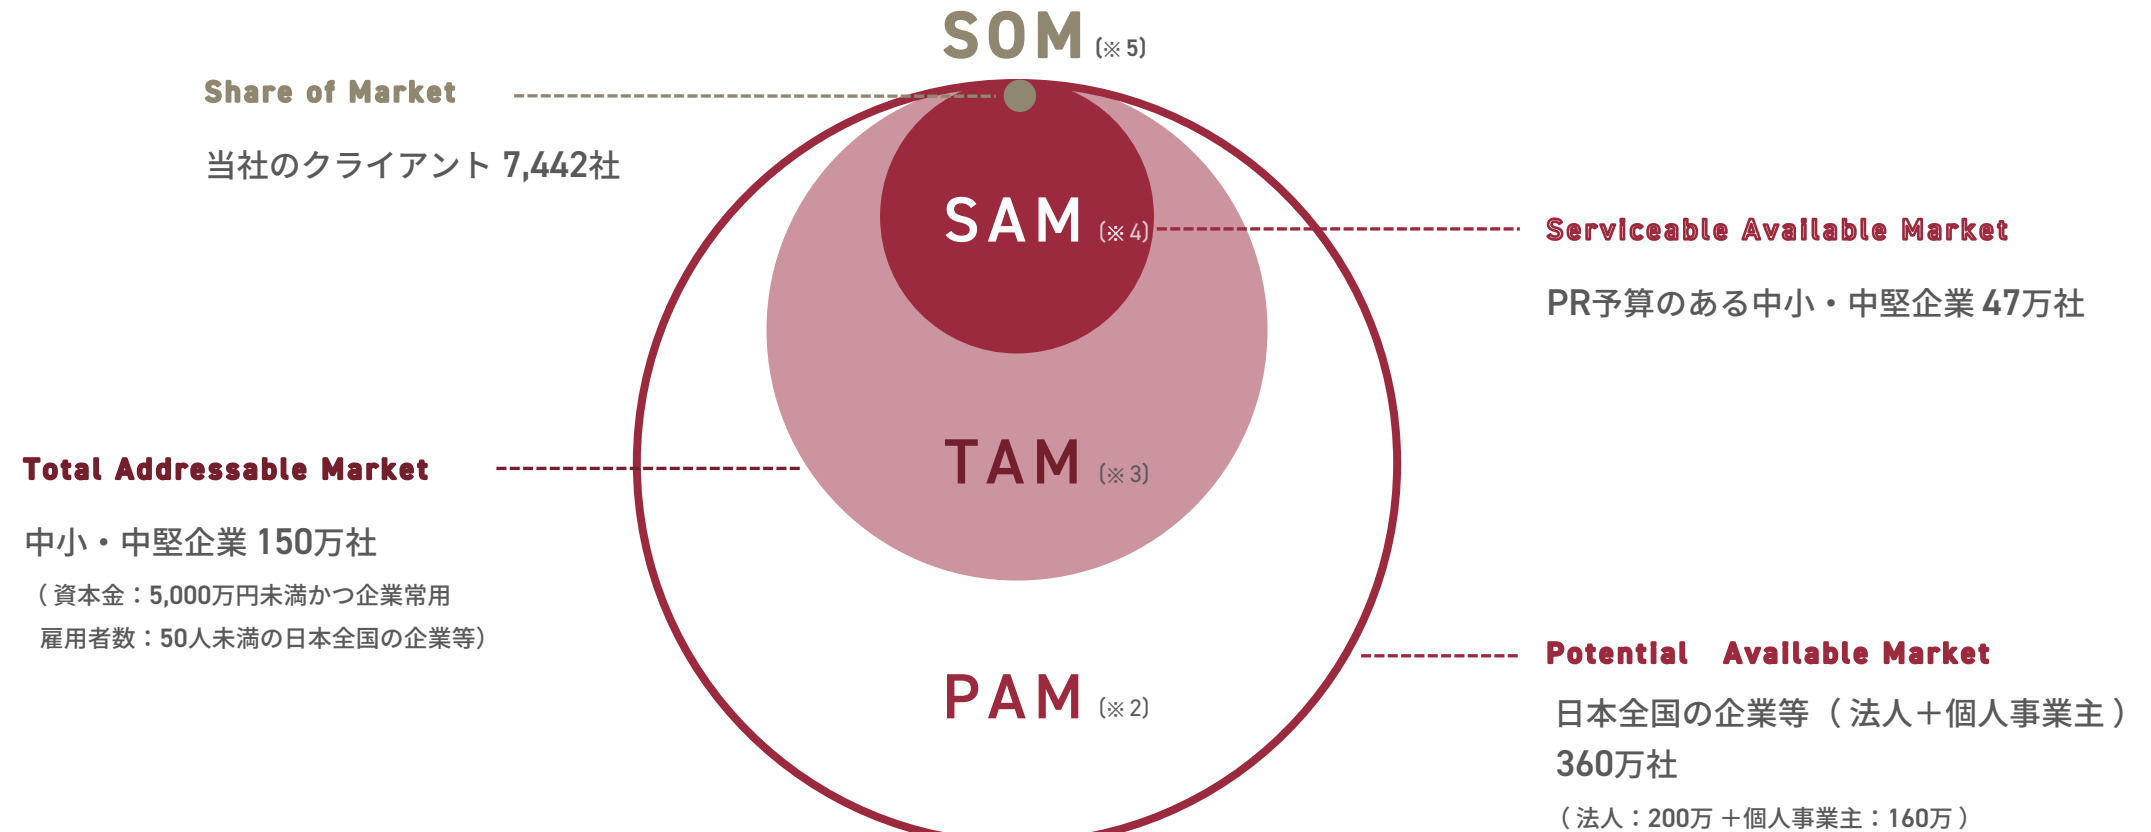 SOM (※5)
Share of Market
当社のクライアント 7,442社
SAM (※4)
Serviceable Available Market
PR予算のある中小・中堅企業 47万社
TAM (※3)
Total Addressable Market
中小・中堅企業 150万社
（ 資本金：5,000万円未満かつ企業常用
雇用者数：50人未満の日本全国の企業等）
PAM (※2)
Potential　Available Market
日本全国の企業等（ 法人＋個人事業主 ）
360万社
（ 法人：200万 ＋個人事業主：160万 ）